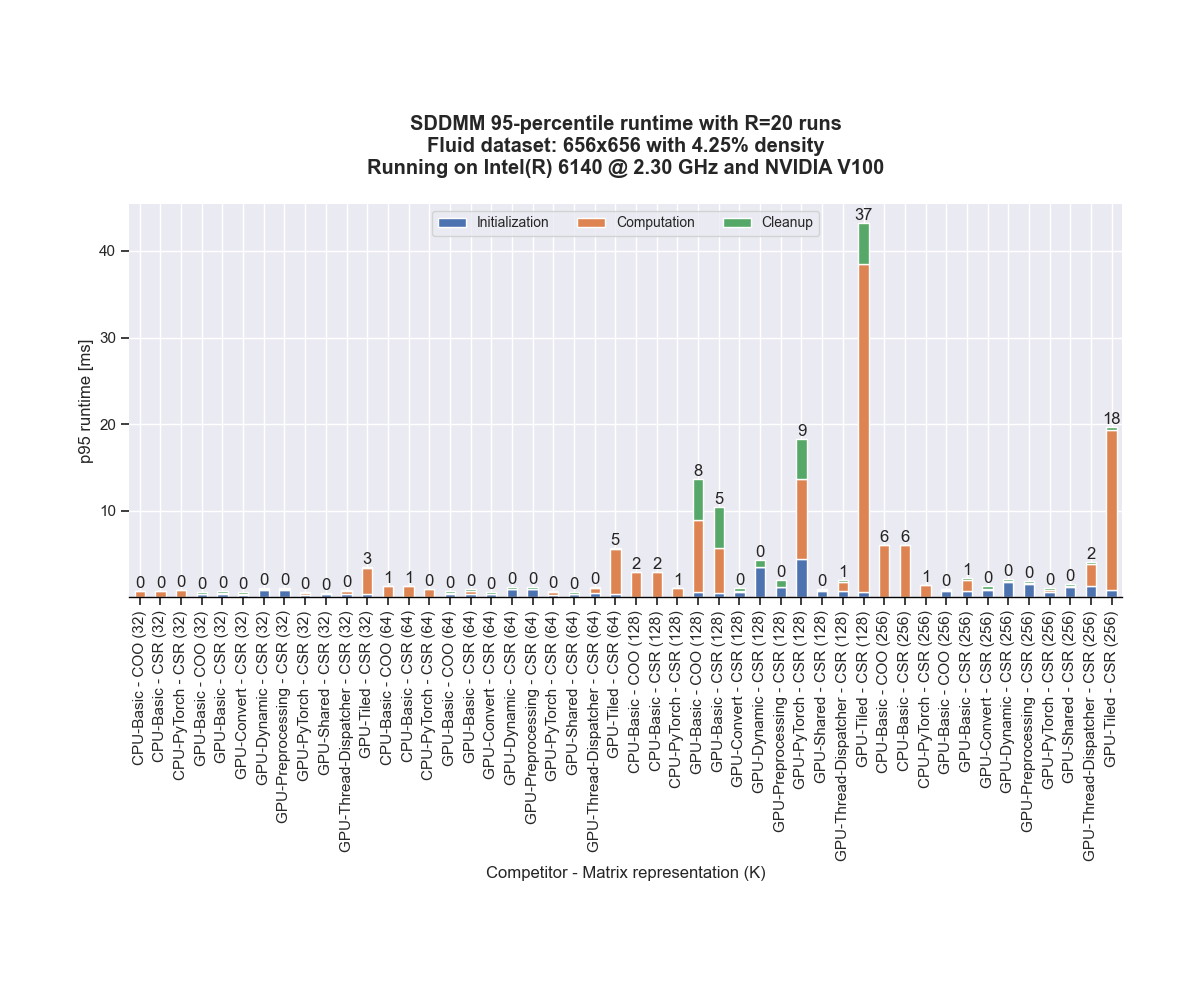 SDDMM 95-percentile runtime with R=20 runs
Fluid dataset: 656x656 with 4.25% density
Running on Intel(R) 6140 @ 2.30 GHz and NVIDIA V100
Initialization Computation Cleanup
p95 runtime [ms]
40
30
20
10
0 0 0 0 0 0 0 0 0 0 0 3 1 1 0 0 0 0 0 0 0 0 0 5 2 2 1 8 5 0 0 0 9 0 1 37 6 6 1 0 1 0 0 0 0 0 2 18
CPU-Basic - COO (32)
CPU-Basic - CSR (32)
CPU-PyTorch - CSR (32)
GPU-Basic - COO (32)
GPU-Basic - CSR (32)
GPU-Convert - CSR (32)
GPU-Dynamic - CSR (32)
GPU-Preprocessing - CSR (32)
GPU-PyTorch - CSR (32)
GPU-Shared - CSR (32)
GPU-Thread-Dispatcher - CSR (32)
GPU-Tiled - CSR (32)
CPU-Basic - COO (64)
CPU-Basic - CSR (64)
CPU-PyTorch - CSR (64)
GPU-Basic - COO (64)
GPU-Basic - CSR (64)
GPU-Convert - CSR (64)
GPU-Dynamic - CSR (64)
GPU-Preprocessing - CSR (64)
GPU-PyTorch - CSR (64)
GPU-Shared - CSR (64)
GPU-Thread-Dispatcher - CSR (64)
GPU-Tiled - CSR (64)
CPU-Basic - COO (128)
CPU-Basic - CSR (128)
CPU-PyTorch - CSR (128)
GPU-Basic - COO (128)
GPU-Basic - CSR (128)
GPU-Convert - CSR (128)
GPU-Dynamic - CSR (128)
GPU-Preprocessing - CSR (128)
GPU-PyTorch - CSR (128)
GPU-Shared - CSR (128)
GPU-Thread-Dispatcher - CSR (128)
GPU-Tiled - CSR (128)
CPU-Basic - COO (256)
CPU-Basic - CSR (256)
CPU-PyTorch - CSR (256)
GPU-Basic - COO (256)
GPU-Basic - CSR (256)
GPU-Convert - CSR (256)
GPU-Dynamic - CSR (256)
GPU-Preprocessing - CSR (256)
GPU-PyTorch - CSR (256)
GPU-Shared - CSR (256)
GPU-Thread-Dispatcher - CSR (256)
GPU-Tiled - CSR (256)
Competitor - Matrix representation (K)